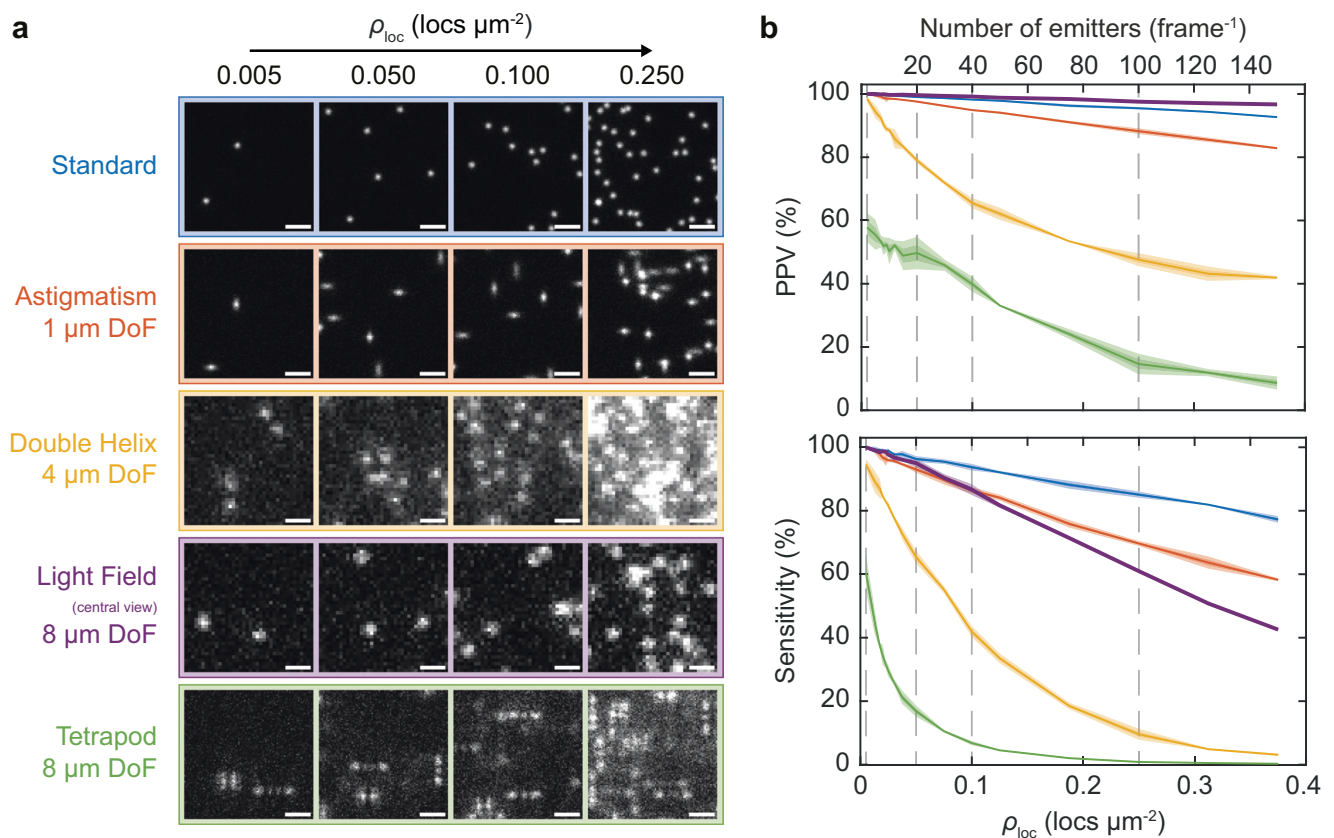 a
ρloc (locs μm-2)
0.005 0.050 0.100 0.250
Standard
Astigmatism
1 μm DoF
Double Helix
4 μm DoF
Light Field
(central view)
8 μm DoF
Tetrapod
8 μm DoF
b
Number of emitters (frame-1)
20 40 60 80 100 120 140
100
80
60
40
20
0
PPV (%)
100
80
60
40
20
0
Sensitivity (%)
0 0.1 0.2 0.3 0.4
ρloc (locs μm-2)